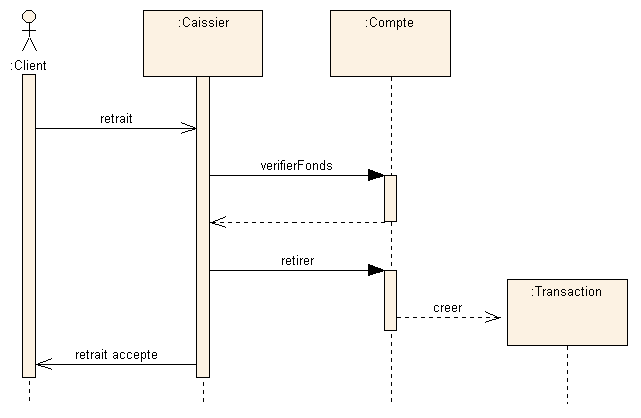 :Client
:Caissier
:Compte
retrait
verifierFonds
retirer
:Transaction
creer
retrait accepte